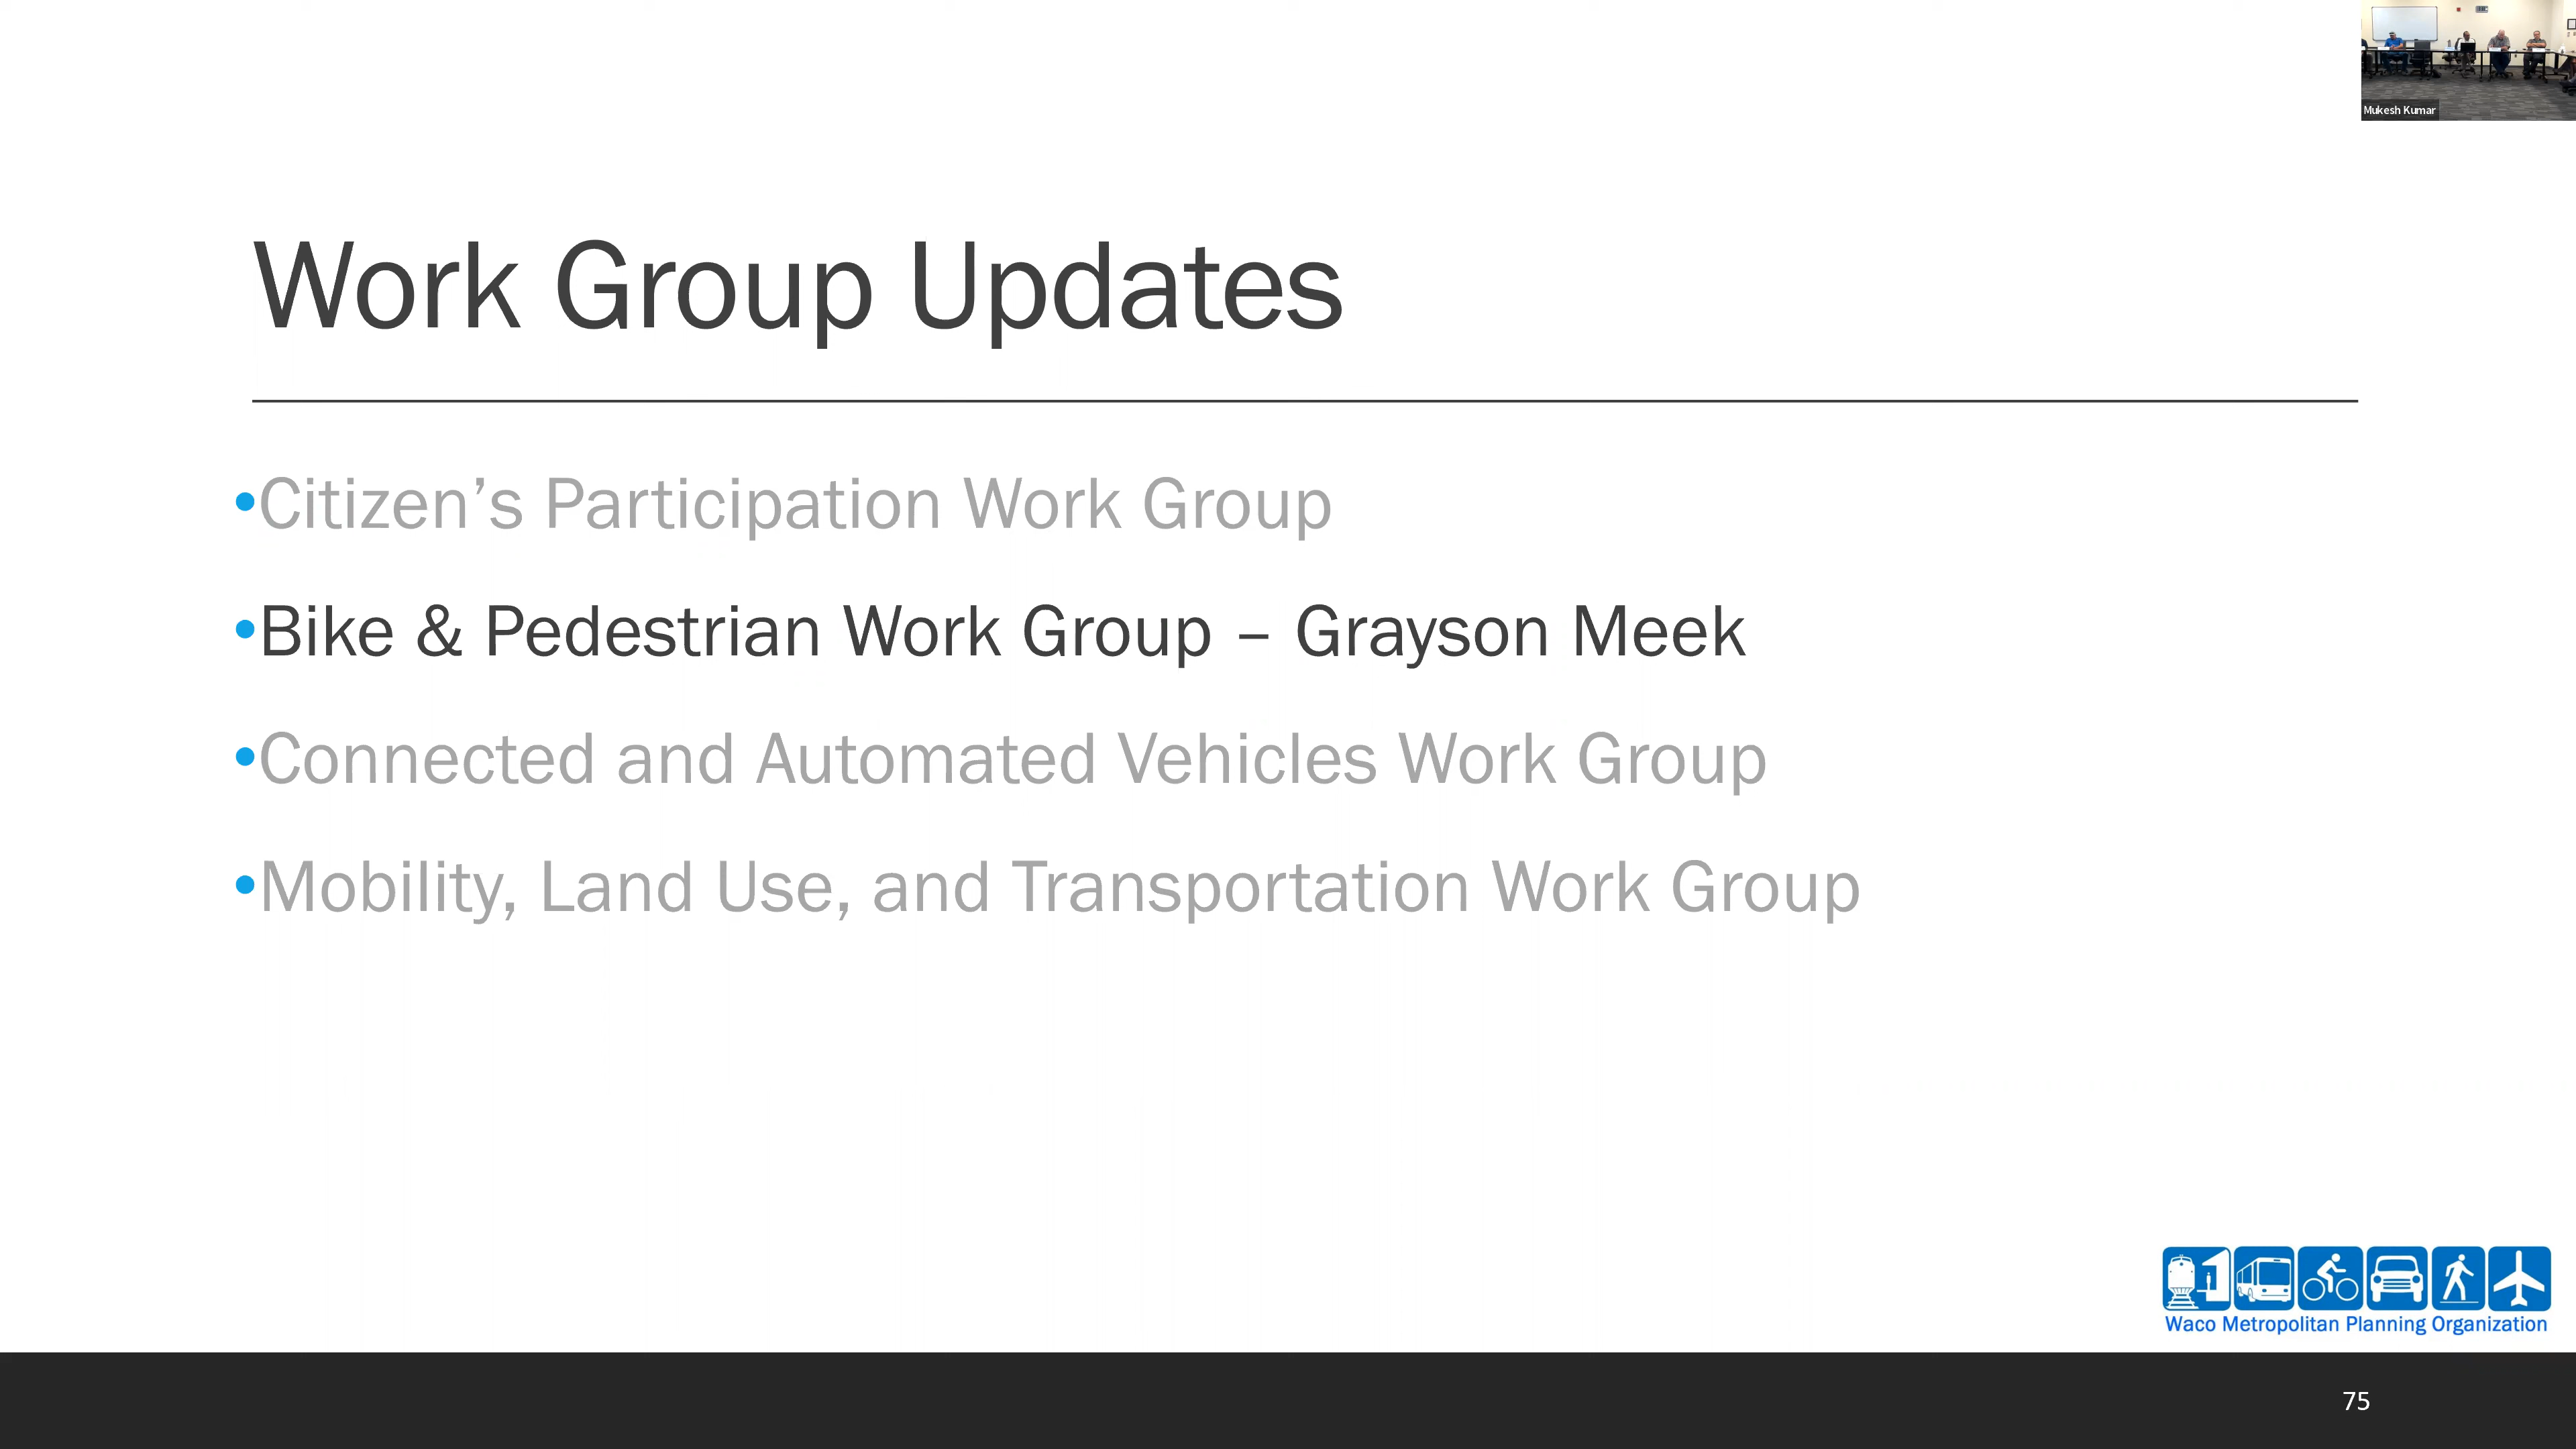 Mukesh Kumar
Work Group Updates
•Citizen’s Participation Work Group
•Bike & Pedestrian Work Group – Grayson Meek
•Connected and Automated Vehicles Work Group
•Mobility, Land Use, and Transportation Work Group
Waco Metropolitan Planning Organization
75